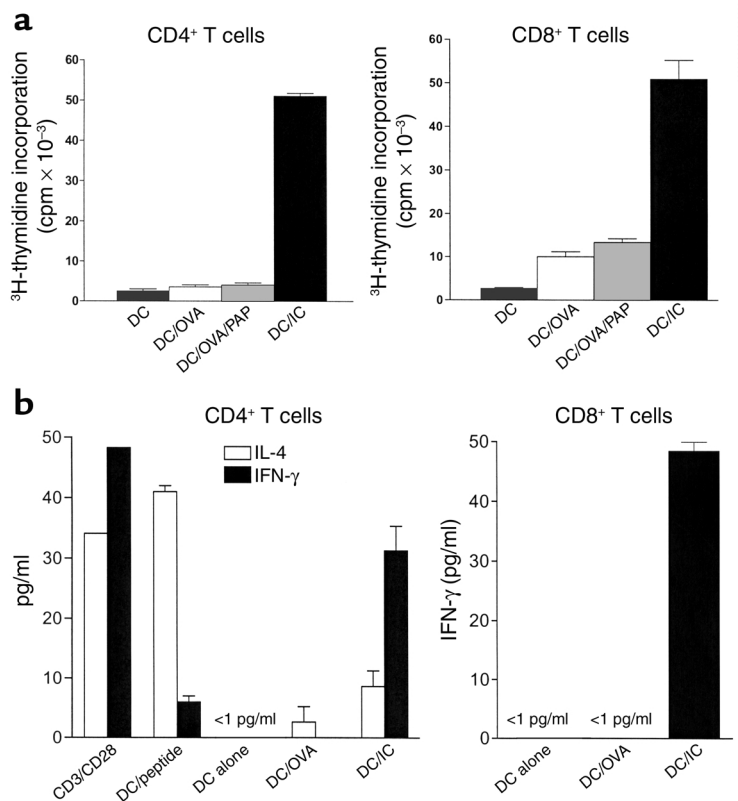 a
CD4⁺ T cells
³H-thymidine incorporation
(cpm × 10⁻³)
60
50
40
30
20
10
0
DC
DC/OVA
DC/OVA/PAP
DC/IC
CD8⁺ T cells
³H-thymidine incorporation
(cpm × 10⁻³)
60
50
40
30
20
10
0
DC
DC/OVA
DC/OVA/PAP
DC/IC
b
CD4⁺ T cells
IL-4
IFN-γ
pg/ml
50
40
30
20
10
0
<1 pg/ml
CD3/CD28
DC/peptide
DC alone
DC/OVA
DC/IC
CD8⁺ T cells
IFN-γ (pg/ml)
50
40
30
20
10
0
<1 pg/ml
<1 pg/ml
DC alone
DC/OVA
DC/IC